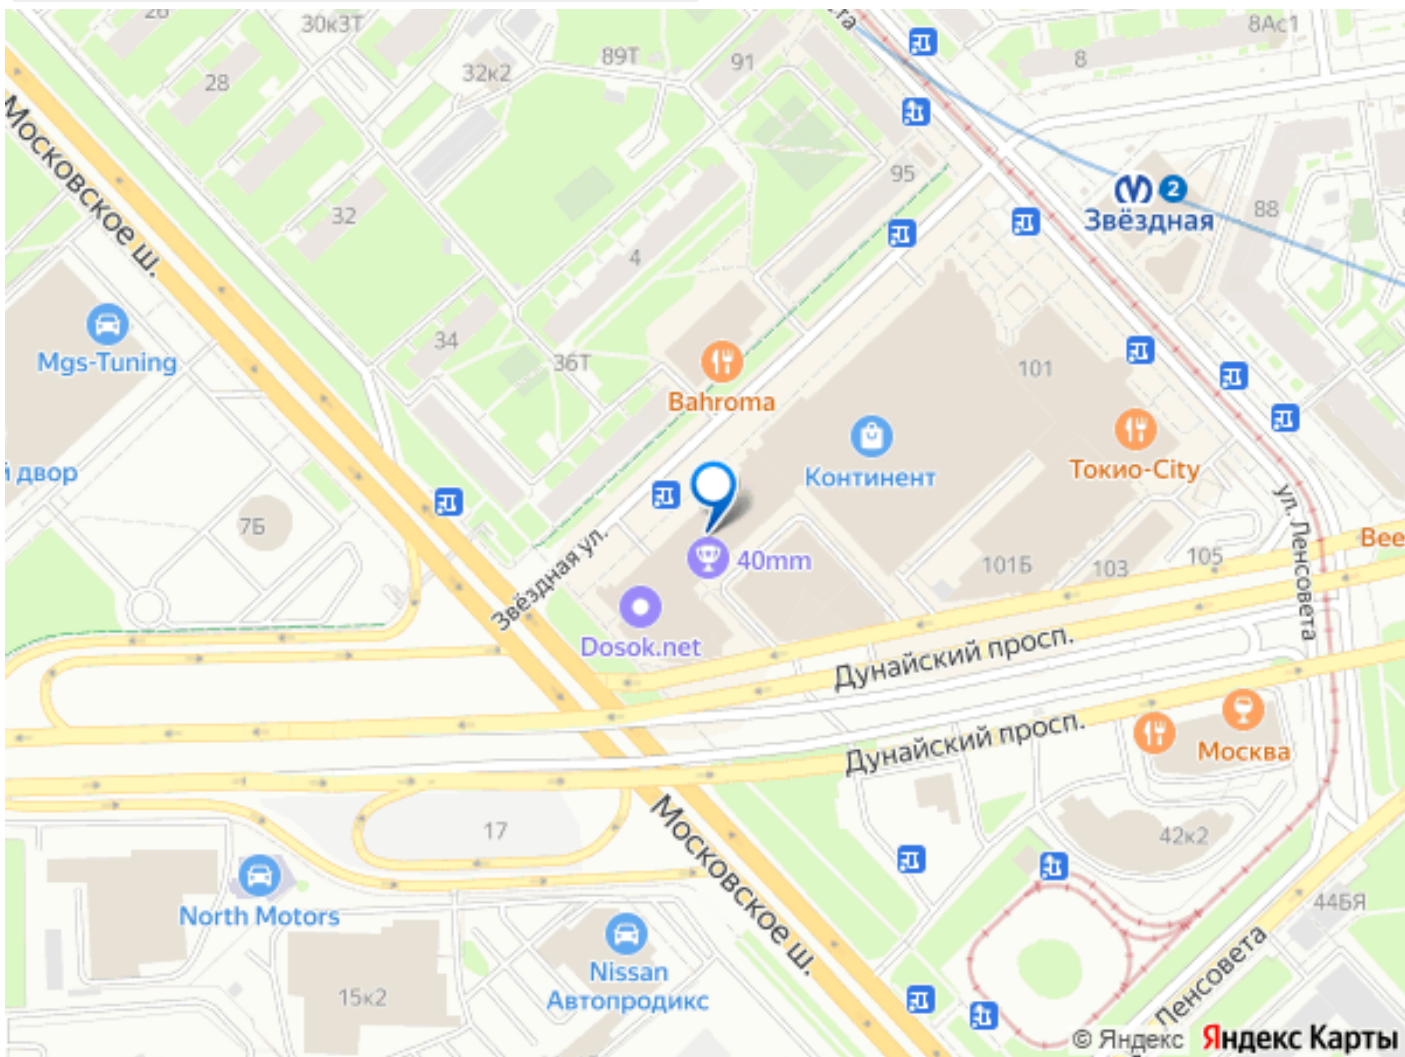 30к3Т
28
32к2
89Т
91
8
8Ас1
Московское ш.
32
95
2
Звёздная
88
4
Mgs-Tuning
34
36Т
Bahroma
101
Континент
Токио-City
7Б
40mm
Звёздная ул.
Dosok.net
101Б
103
105
ул. Ленсовета
Дунайский просп.
Дунайский просп.
Москва
17
Московское ш.
42к2
North Motors
44БЯ
Nissan
Автопродикс
15к2
Ленсовета
© Яндекс Яндекс Карты